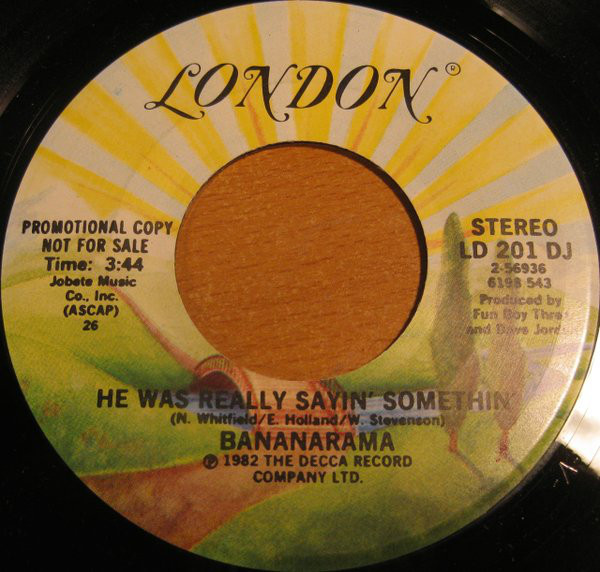 LONDON®
PROMOTIONAL COPY
NOT FOR SALE
Time: 3:44
Jobete Music
Co., Inc.
(ASCAP)
26
STEREO
LD 201 DJ
2-56936
6198 543
Produced by
Fun Boy Three
and Dave Jordan
HE WAS REALLY SAYIN' SOMETHIN'
(N. Whitfield/E. Holland/W. Stevenson)
BANANARAMA
℗ 1982 THE DECCA RECORD
COMPANY LTD.